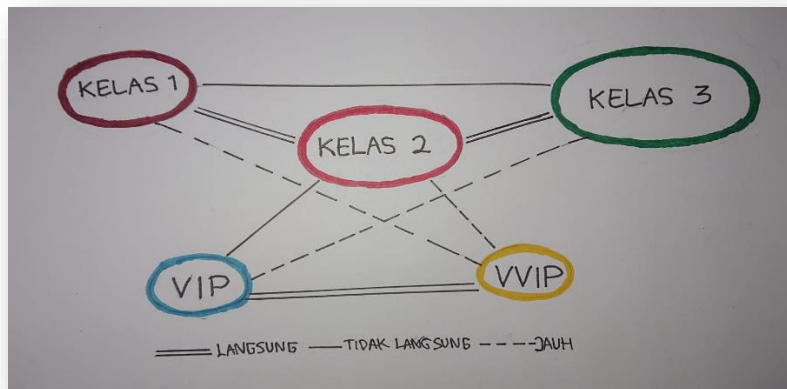 KELAS 1
KELAS 3
KELAS 2
VIP
VVIP
LANGSUNG TIDAK LANGSUNG JAUH